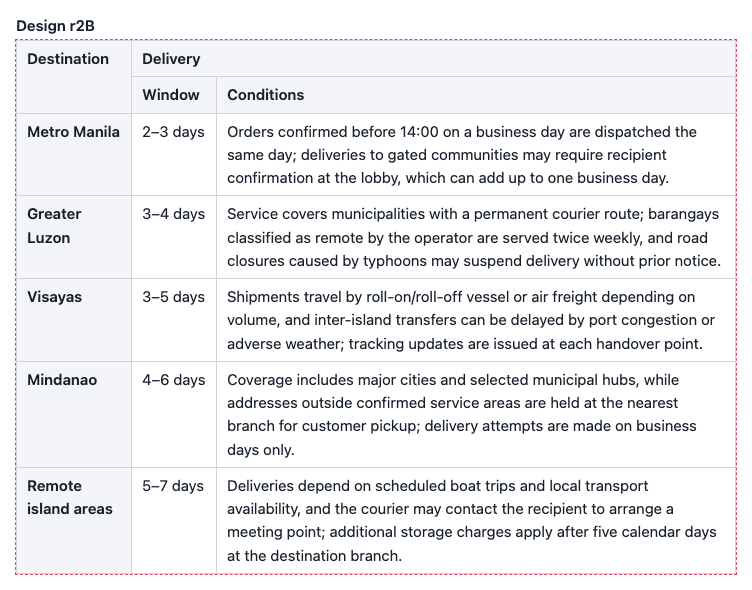 Design r2B
Destination
Delivery
Window
Conditions
Metro Manila
2–3 days
Orders confirmed before 14:00 on a business day are dispatched the
same day; deliveries to gated communities may require recipient
confirmation at the lobby, which can add up to one business day.
Greater
Luzon
3–4 days
Service covers municipalities with a permanent courier route; barangays
classified as remote by the operator are served twice weekly, and road
closures caused by typhoons may suspend delivery without prior notice.
Visayas
3–5 days
Shipments travel by roll-on/roll-off vessel or air freight depending on
volume, and inter-island transfers can be delayed by port congestion or
adverse weather; tracking updates are issued at each handover point.
Mindanao
4–6 days
Coverage includes major cities and selected municipal hubs, while
addresses outside confirmed service areas are held at the nearest
branch for customer pickup; delivery attempts are made on business
days only.
Remote
island areas
5–7 days
Deliveries depend on scheduled boat trips and local transport
availability, and the courier may contact the recipient to arrange a
meeting point; additional storage charges apply after five calendar days
at the destination branch.